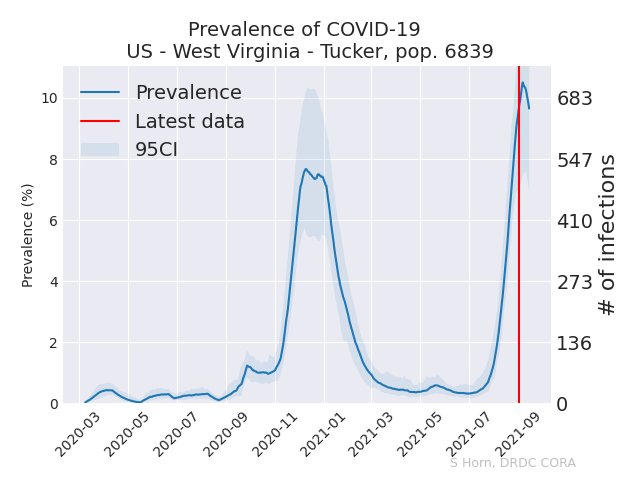 Prevalence of COVID-19
US - West Virginia - Tucker, pop. 6839
Prevalence
Latest data
95CI
Prevalence (%)
10
8
6
4
2
0
683
547
410
273
136
0
# of infections
2020-03
2020-05
2020-07
2020-09
2020-11
2021-01
2021-03
2021-05
2021-07
2021-09
S Horn, DRDC CORA